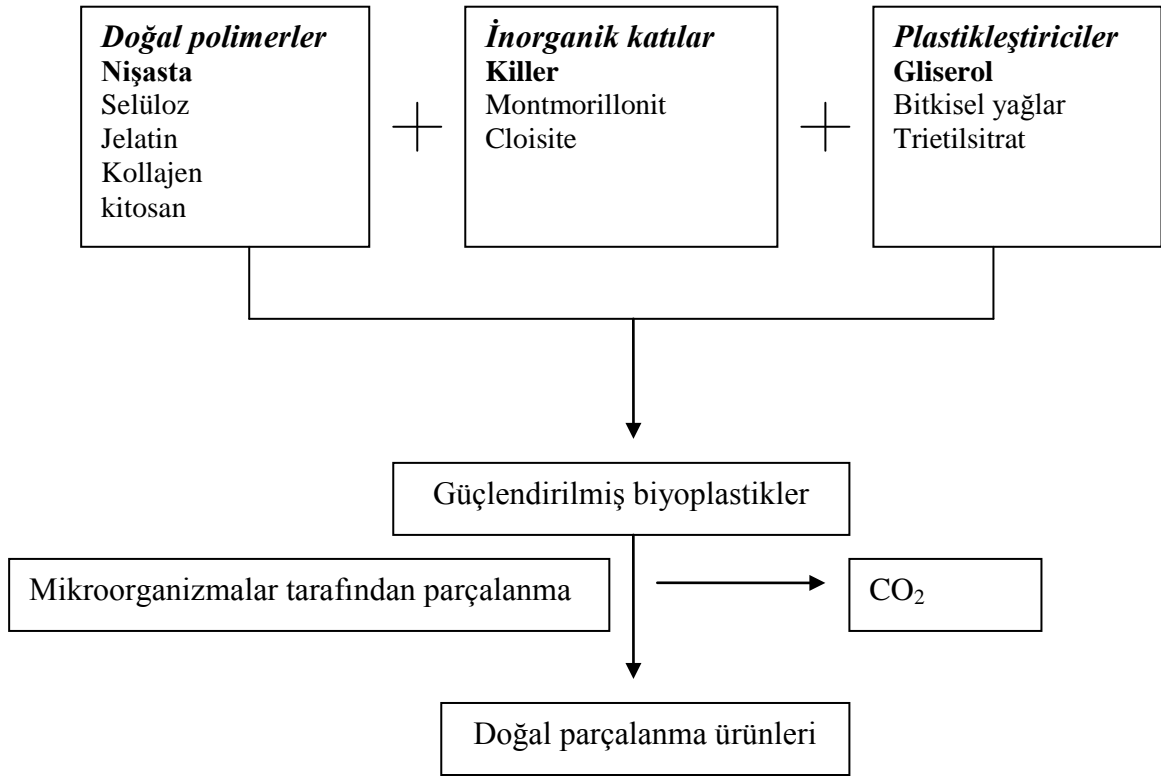 Doğal polimerler
Nişasta
Selüloz
Jelatin
Kollajen
kitosan
İnorganik katılar
Killer
Montmorillonit
Cloisite
Plastikleştiriciler
Gliserol
Bitkisel yağlar
Trietilsitrat
Güçlendirilmiş biyoplastikler
Mikroorganizmalar tarafından parçalanma
CO₂
Doğal parçalanma ürünleri